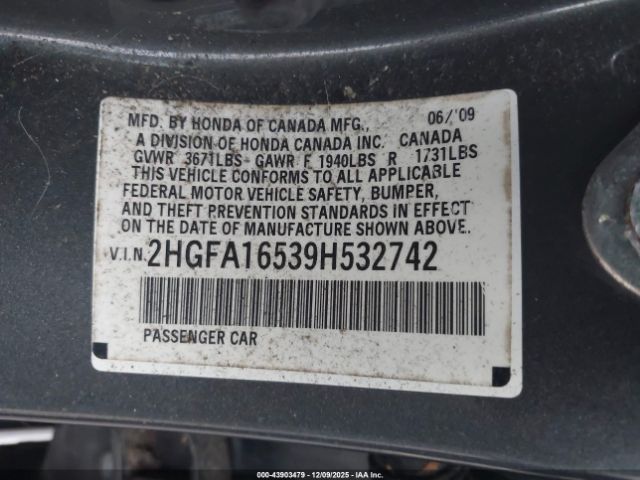 MFD. BY HONDA OF CANADA MFG., 06/'09
A DIVISION OF HONDA CANADA INC. CANADA
GVWR 3671LBS GAWR F 1940LBS R 1731LBS
THIS VEHICLE CONFORMS TO ALL APPLICABLE
FEDERAL MOTOR VEHICLE SAFETY, BUMPER,
AND THEFT PREVENTION STANDARDS IN EFFECT
ON THE DATE OF MANUFACTURE SHOWN ABOVE.
V.I.N. 2HGFA16539H532742
PASSENGER CAR
000-43903479 • 12/09/2025 • IAA Inc.